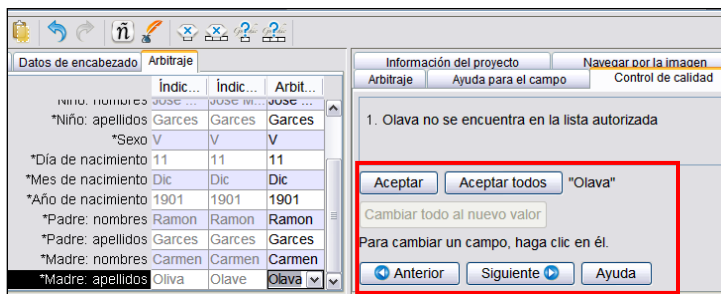 ñ
Datos de encabezado Arbitraje
Índic... Índic... Arbit...
Niño: nombres Jose ... Jose M... Jose ...
*Niño: apellidos Garces Garces Garces
*Sexo V V V
*Día de nacimiento 11 11 11
*Mes de nacimiento Dic Dic Dic
*Año de nacimiento 1901 1901 1901
*Padre: nombres Ramon Ramon Ramon
*Padre: apellidos Garces Garces Garces
*Madre: nombres Carmen Carmen Carmen
*Madre: apellidos Oliva Olave Olava
Información del proyecto Navegar por la imagen
Arbitraje Ayuda para el campo Control de calidad
1. Olava no se encuentra en la lista autorizada
Aceptar Aceptar todos "Olava"
Cambiar todo al nuevo valor
Para cambiar un campo, haga clic en él.
Anterior Siguiente Ayuda